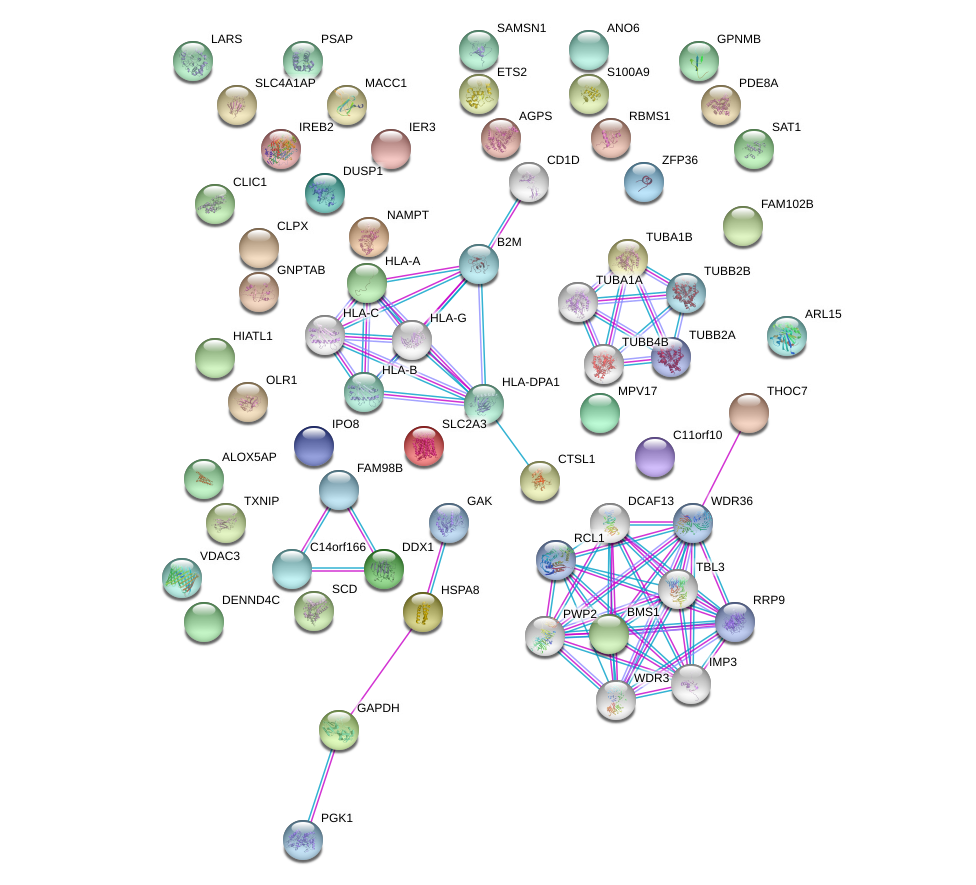 SAMSN1
ANO6
LARS
PSAP
GPNMB
ETS2
S100A9
SLC4A1AP
MACC1
PDE8A
AGPS
RBMS1
IREB2
IER3
SAT1
CD1D
ZFP36
DUSP1
CLIC1
FAM102B
CLPX
NAMPT
B2M
TUBA1B
HLA-A
TUBB2B
GNPTAB
TUBA1A
HLA-C
HLA-G
ARL15
HIATL1
TUBB4B
TUBB2A
HLA-B
OLR1
HLA-DPA1
MPV17
THOC7
IPO8
SLC2A3
C11orf10
ALOX5AP
FAM98B
CTSL1
TXNIP
GAK
DCAF13
WDR36
RCL1
C14orf166
DDX1
VDAC3
TBL3
SCD
HSPA8
DENND4C
RRP9
PWP2
BMS1
IMP3
WDR3
GAPDH
PGK1